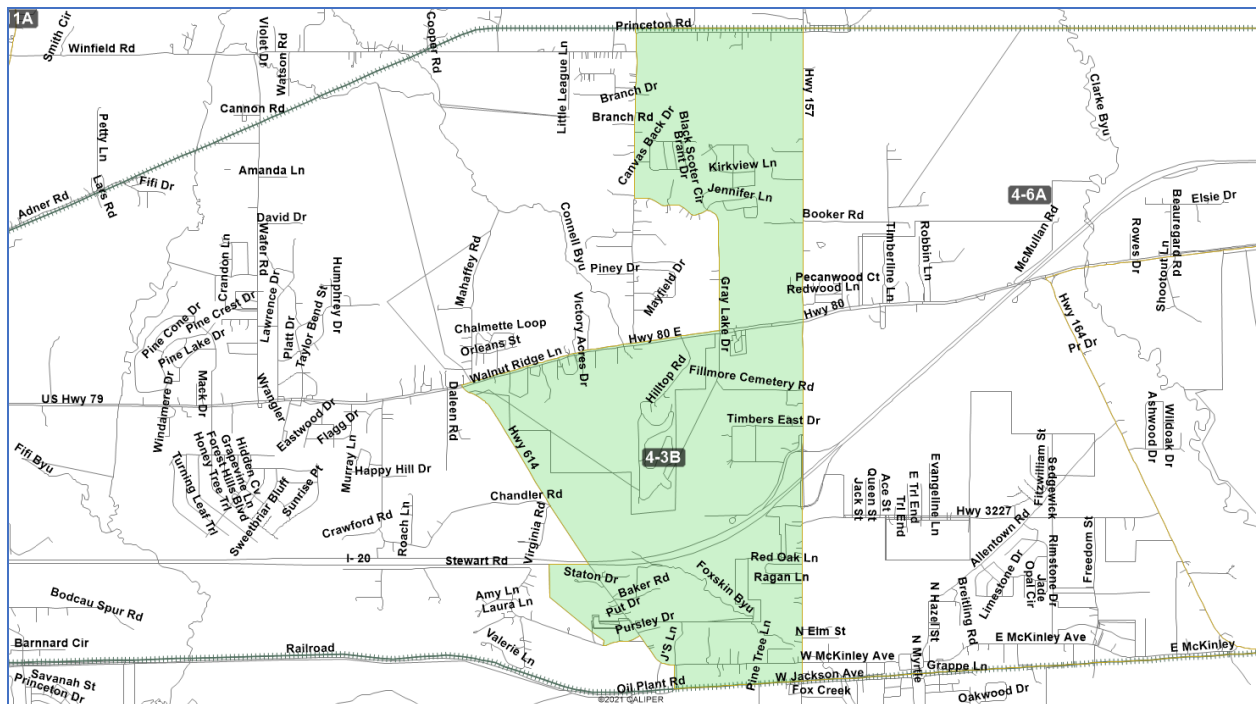 1A
Smith Cir
Winfield Rd
Violet Dr
Watson Rd
Cooper Rd
Princeton Rd
Little League Ln
Branch Dr
Branch Rd
Canvas Back Dr
Black Scoter Cir
Brant Dr
Kirkview Ln
Jennifer Ln
Hwy 157
Clarke Byu
Cannon Rd
Petty Ln
Lars Rd
Fifi Dr
Adner Rd
Amanda Ln
David Dr
Wafer Rd
Crandon Ln
Lawrence Dr
Humphrey Dr
Taylor Bend St
Platt Dr
Pine Cone Dr
Pine Crest Dr
Pine Lake Dr
Mahaffey Rd
Connell Byu
Piney Dr
Mayfield Dr
Gray Lake Dr
Booker Rd
4-6A
McMullan Rd
Beauregard Rd
Elsie Dr
Rowes Dr
Shootout Ln
Timberline Ln
Robbin Ln
Pecanwood Ct
Redwood Ln
Hwy 80
Hwy 164
Pr Dr
Chalmette Loop
Orleans St
Victory Acres Dr
Walnut Ridge Ln
Hwy 80 E
Hilltop Rd
Fillmore Cemetery Rd
Timbers East Dr
4-3B
US Hwy 79
Windamere Dr
Mack Dr
Wrangler
Eastwood Dr
Flagg Dr
Murray Ln
Daleen Rd
Hwy 614
Happy Hill Dr
Hidden Cv
Grapevine Ln
Forest Hills Blvd
Honey Tree Trl
Turning Leaf Trl
Sweetbriar Bluff
Sunrise Pt
Fifi Byu
Chandler Rd
Crawford Rd
Roach Ln
Virginia Rd
I- 20
Stewart Rd
Wildoak Dr
Ashwood Dr
Jack St
Queen St
Ace St
Trl End
E Trl End
Evangeline Ln
Hwy 3227
Fitzwilliam St
Sedgewick
Allentown Rd
Limestone Dr
Opal Cir
Jade
Rimstone Dr
Freedom St
Breitling Rd
N Hazel St
Red Oak Ln
Ragan Ln
Foxskin Byu
Staton Dr
Baker Rd
Put Dr
Pursley Dr
J'S Ln
Pine Tree Ln
Amy Ln
Laura Ln
Valerie Ln
Bodcau Spur Rd
Barnnard Cir
Savanah St
Princeton Dr
Railroad
Oil Plant Rd
N Elm St
W McKinley Ave
W Jackson Ave
Fox Creek
N Myrtle
Grappe Ln
E McKinley Ave
E McKinley
Oakwood Dr
©2021 CALIPER